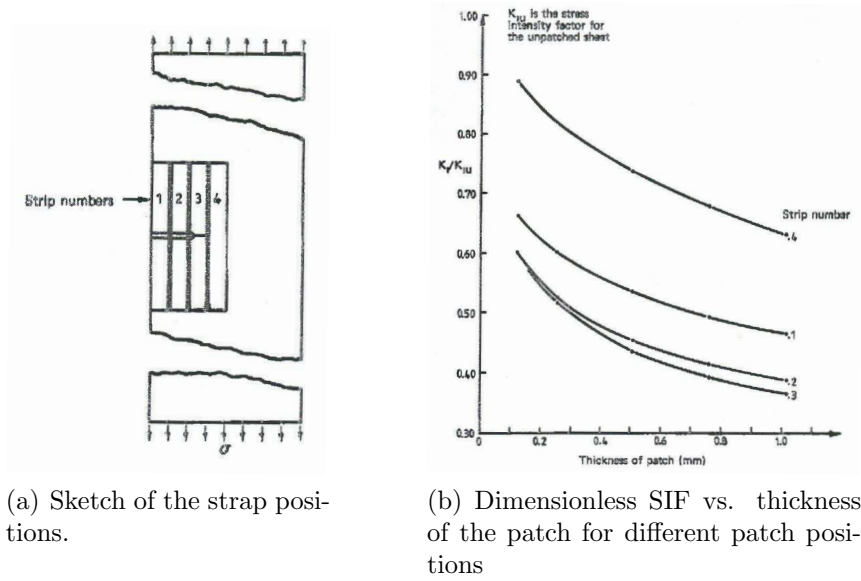 Strip numbers
1 2 3 4
σ
K_IU is the stress
intensity factor for
the unpatched sheet
1.00
0.90
0.80
K_I/K_IU
0.70
0.60
0.50
0.40
0.30
Strip number
4
1
2
3
0 0.2 0.4 0.6 0.8 1.0
Thickness of patch (mm)
(a) Sketch of the strap posi-
tions.
(b) Dimensionless SIF vs. thickness
of the patch for different patch posi-
tions